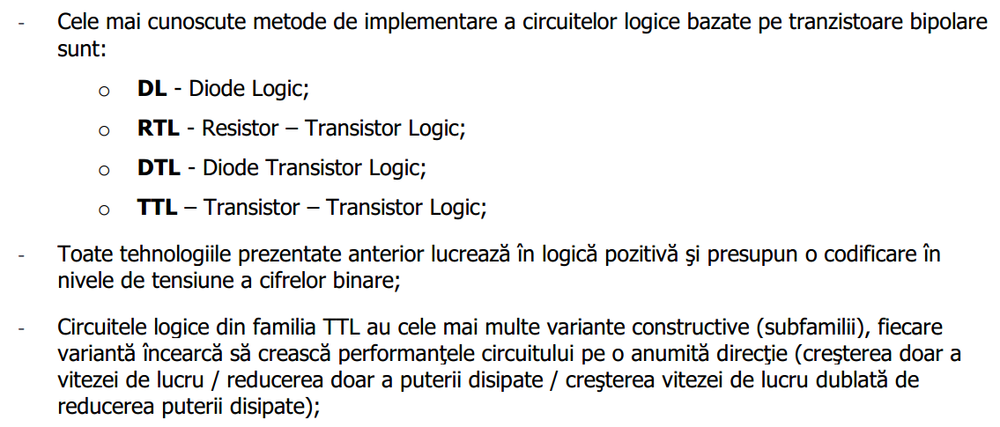 - Cele mai cunoscute metode de implementare a circuitelor logice bazate pe tranzistoare bipolare
sunt:
o DL - Diode Logic;
o RTL - Resistor – Transistor Logic;
o DTL - Diode Transistor Logic;
o TTL – Transistor – Transistor Logic;
- Toate tehnologiile prezentate anterior lucrează în logică pozitivă şi presupun o codificare în
nivele de tensiune a cifrelor binare;
- Circuitele logice din familia TTL au cele mai multe variante constructive (subfamilii), fiecare
variantă încearcă să crească performanţele circuitului pe o anumită direcţie (creşterea doar a
vitezei de lucru / reducerea doar a puterii disipate / creşterea vitezei de lucru dublată de
reducerea puterii disipate);